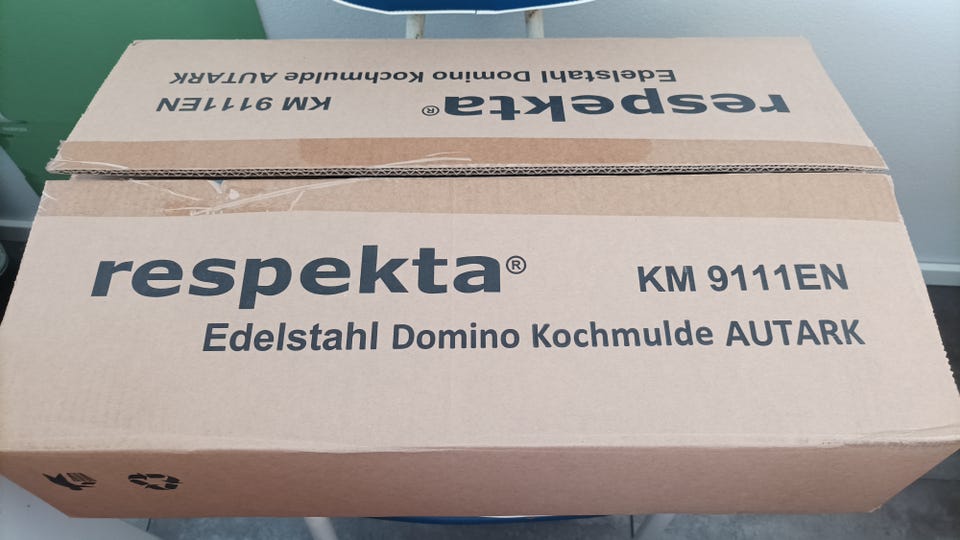 Edelstahl Domino Kochmulde AUTARK
respekta®
KM 9111EN
respekta®
KM 9111EN
Edelstahl Domino Kochmulde AUTARK